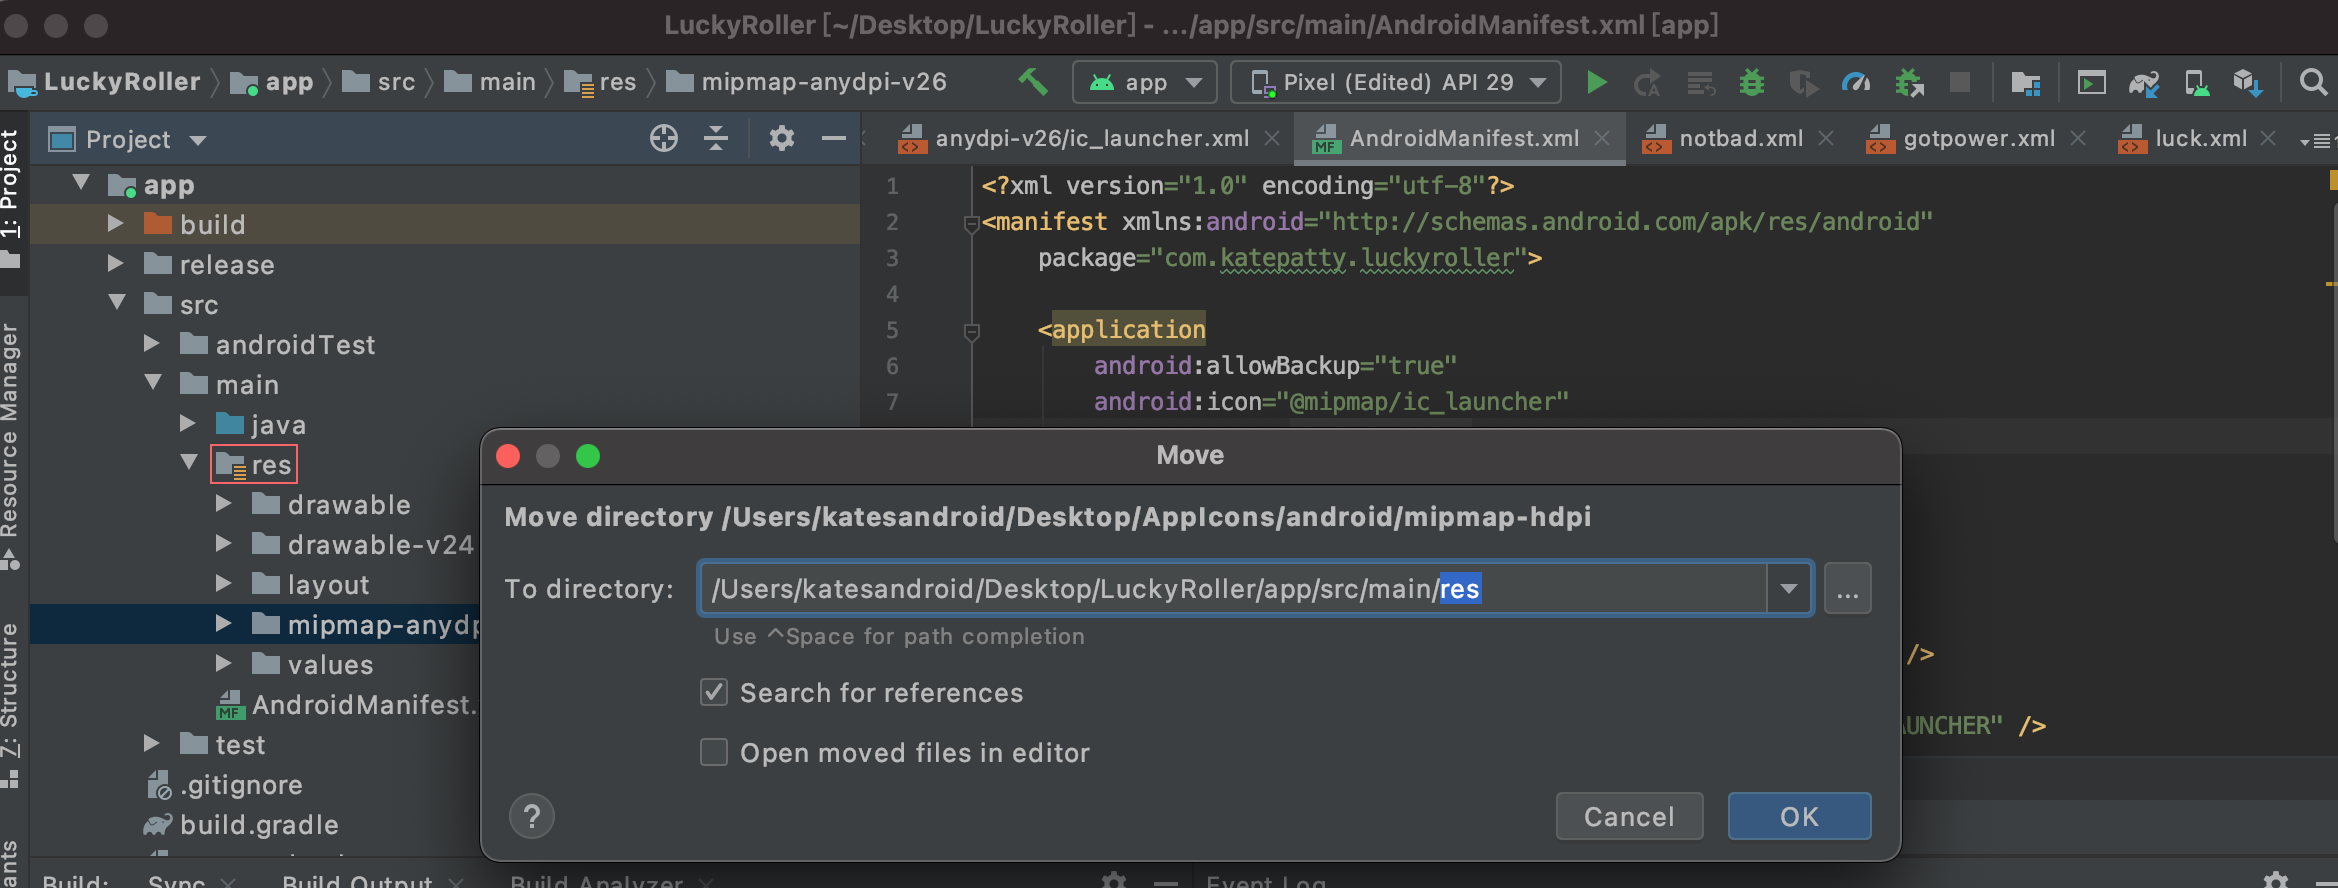 LuckyRoller [~/Desktop/LuckyRoller] - .../app/src/main/AndroidManifest.xml [app]
LuckyRoller app src main res mipmap-anydpi-v26 app Pixel (Edited) API 29
Project anydpi-v26/ic_launcher.xml AndroidManifest.xml notbad.xml gotpower.xml luck.xml
1: Project
Resource Manager
7: Structure
app
build
release
src
androidTest
main
java
res
drawable
drawable-v24
layout
mipmap-anydp
values
AndroidManifest.
test
.gitignore
build.gradle
1 <?xml version="1.0" encoding="utf-8"?>
2 <manifest xmlns:android="http://schemas.android.com/apk/res/android"
3 package="com.katepatty.luckyroller">
4
5 <application
6 android:allowBackup="true"
7 android:icon="@mipmap/ic_launcher"
/>
AUNCHER" />
Move
Move directory /Users/katesandroid/Desktop/AppIcons/android/mipmap-hdpi
To directory: /Users/katesandroid/Desktop/LuckyRoller/app/src/main/res ...
Use ^Space for path completion
Search for references
Open moved files in editor
? Cancel OK
ants
Build: Sync Build Output Build Analyzer Event Log